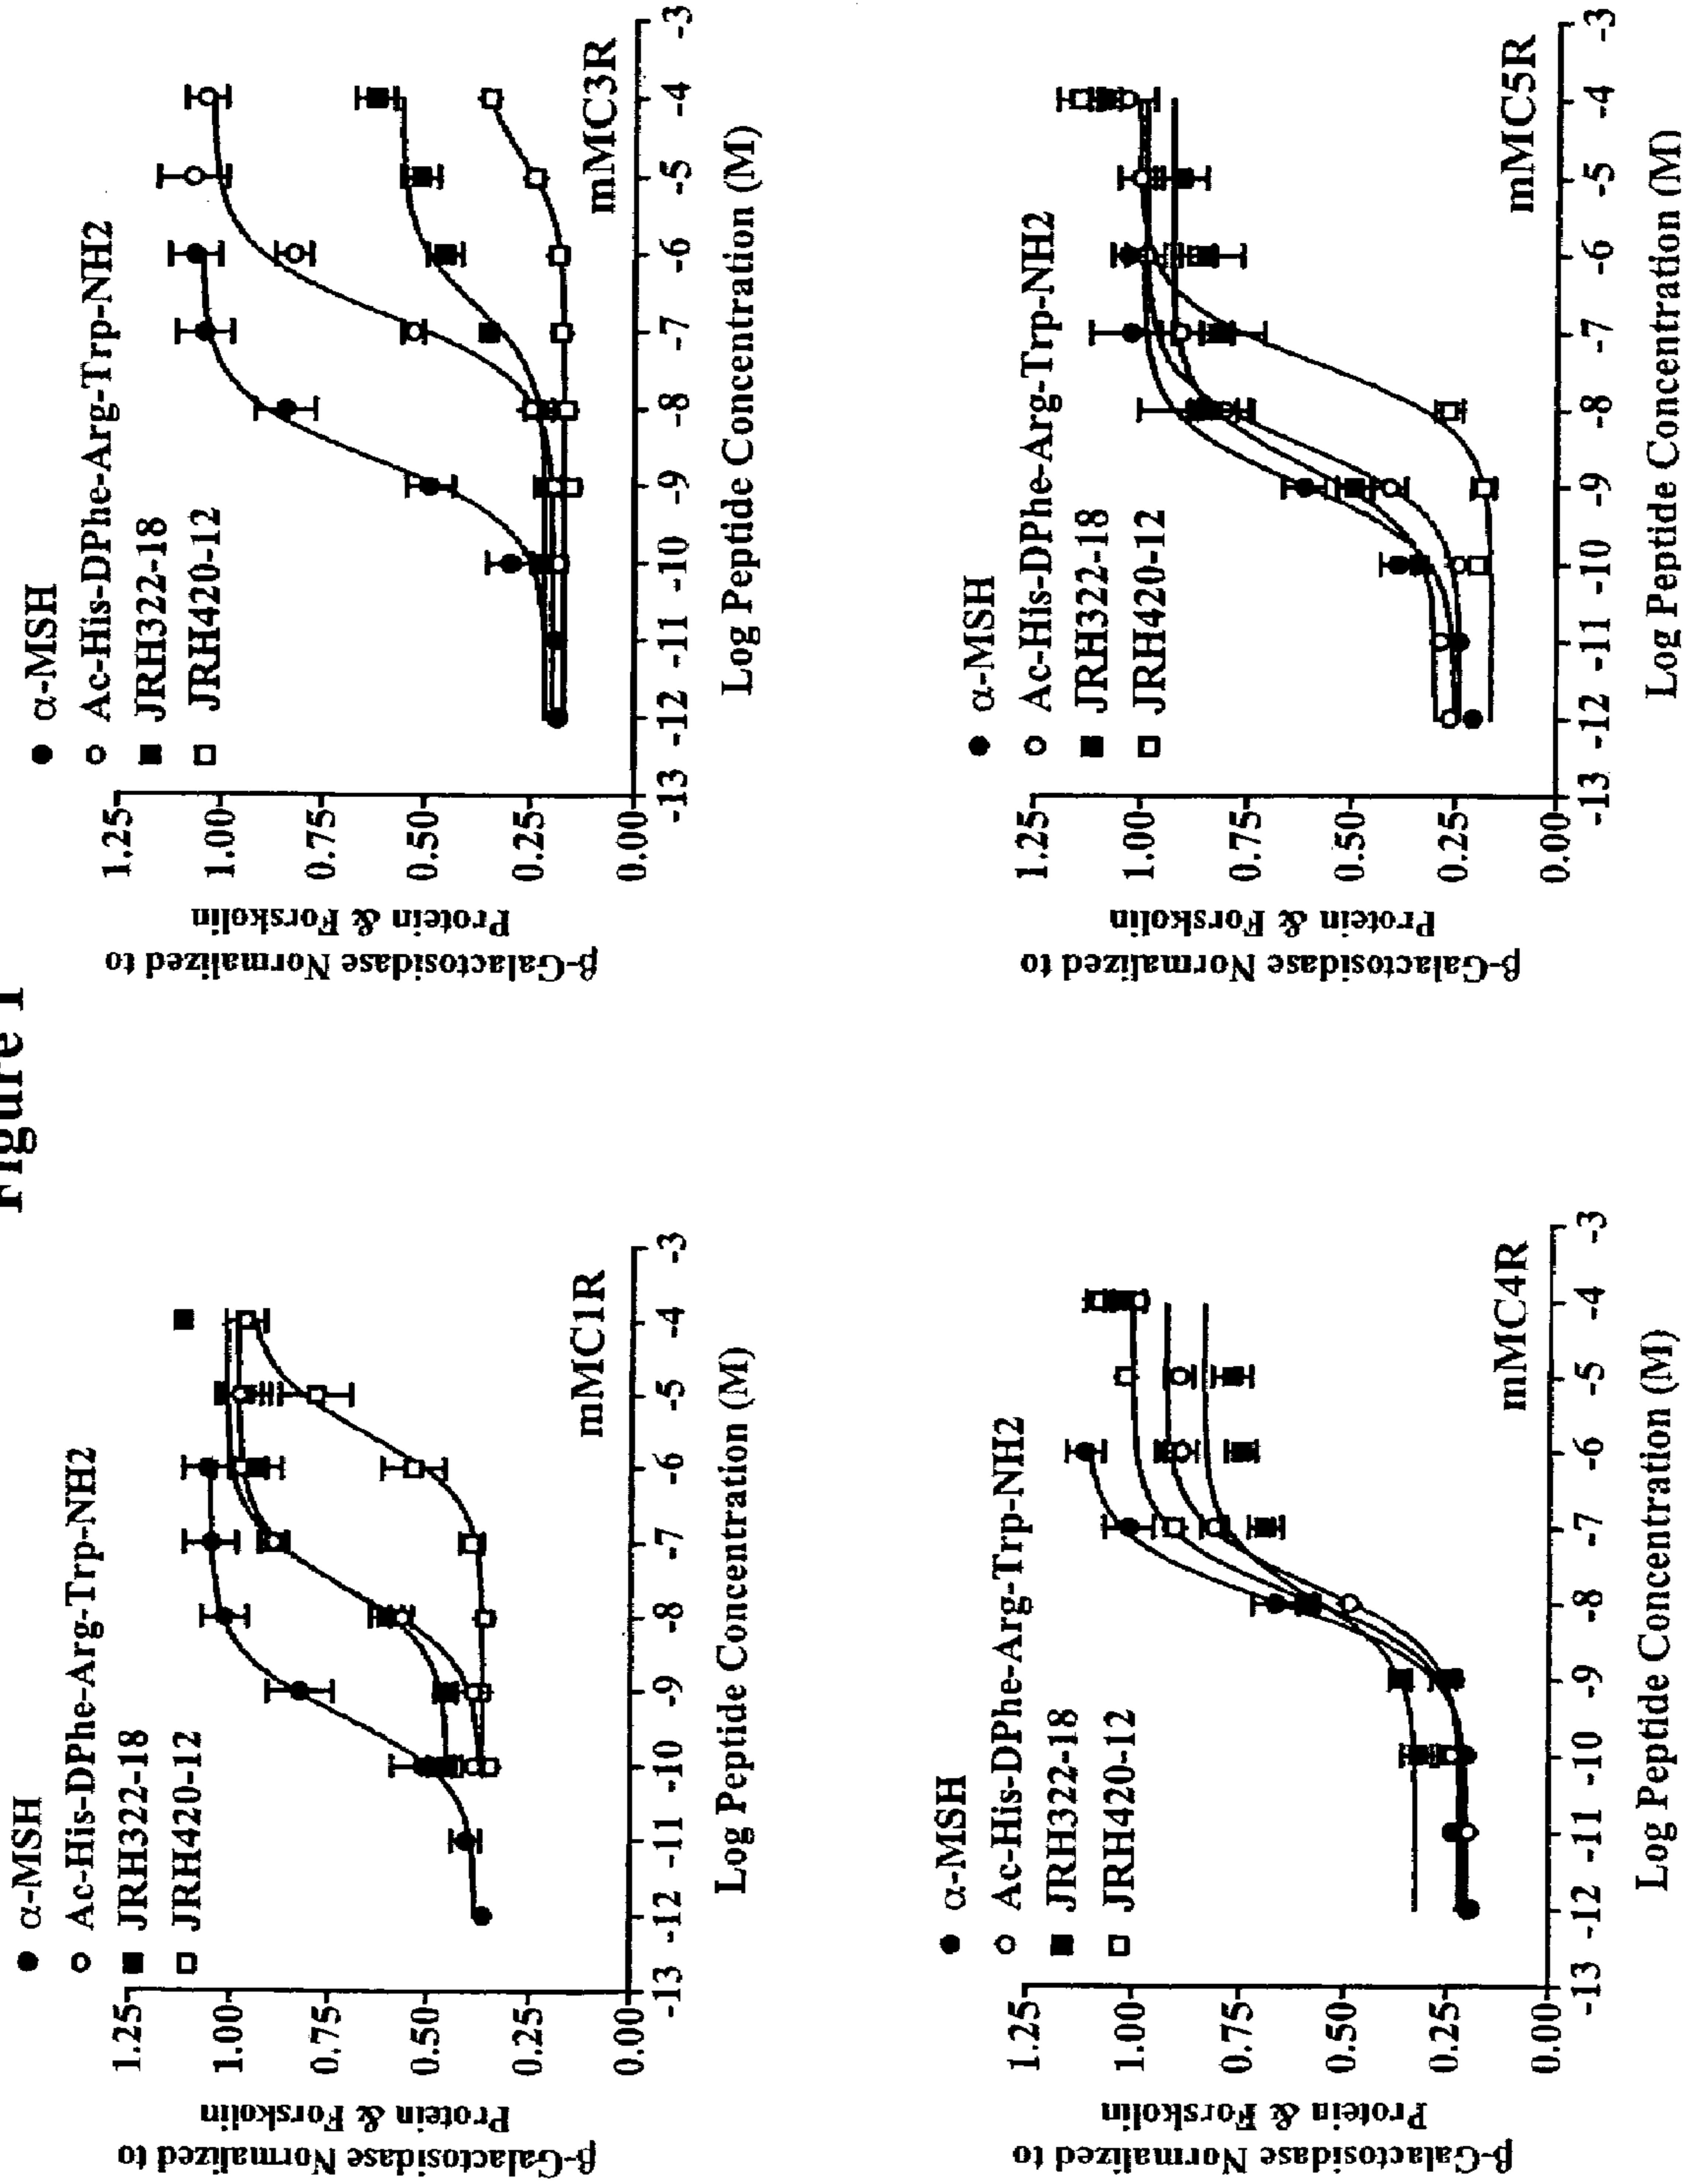 Figure 1
α-MSH
Ac-His-DPhe-Arg-Trp-NH2
JRH322-18
JRH420-12
β-Galactosidase Normalized to
Protein & Forskolin
1.25
1.00
0.75
0.50
0.25
0.00
-13 -12 -11 -10 -9 -8 -7 -6 -5 -4 -3
mMC1R
Log Peptide Concentration (M)
α-MSH
Ac-His-DPhe-Arg-Trp-NH2
JRH322-18
JRH420-12
β-Galactosidase Normalized to
Protein & Forskolin
1.25
1.00
0.75
0.50
0.25
0.00
-13 -12 -11 -10 -9 -8 -7 -6 -5 -4 -3
mMC3R
Log Peptide Concentration (M)
α-MSH
Ac-His-DPhe-Arg-Trp-NH2
JRH322-18
JRH420-12
β-Galactosidase Normalized to
Protein & Forskolin
1.25
1.00
0.75
0.50
0.25
0.00
-13 -12 -11 -10 -9 -8 -7 -6 -5 -4 -3
mMC4R
Log Peptide Concentration (M)
α-MSH
Ac-His-DPhe-Arg-Trp-NH2
JRH322-18
JRH420-12
β-Galactosidase Normalized to
Protein & Forskolin
1.25
1.00
0.75
0.50
0.25
0.00
-13 -12 -11 -10 -9 -8 -7 -6 -5 -4 -3
mMC5R
Log Peptide Concentration (M)